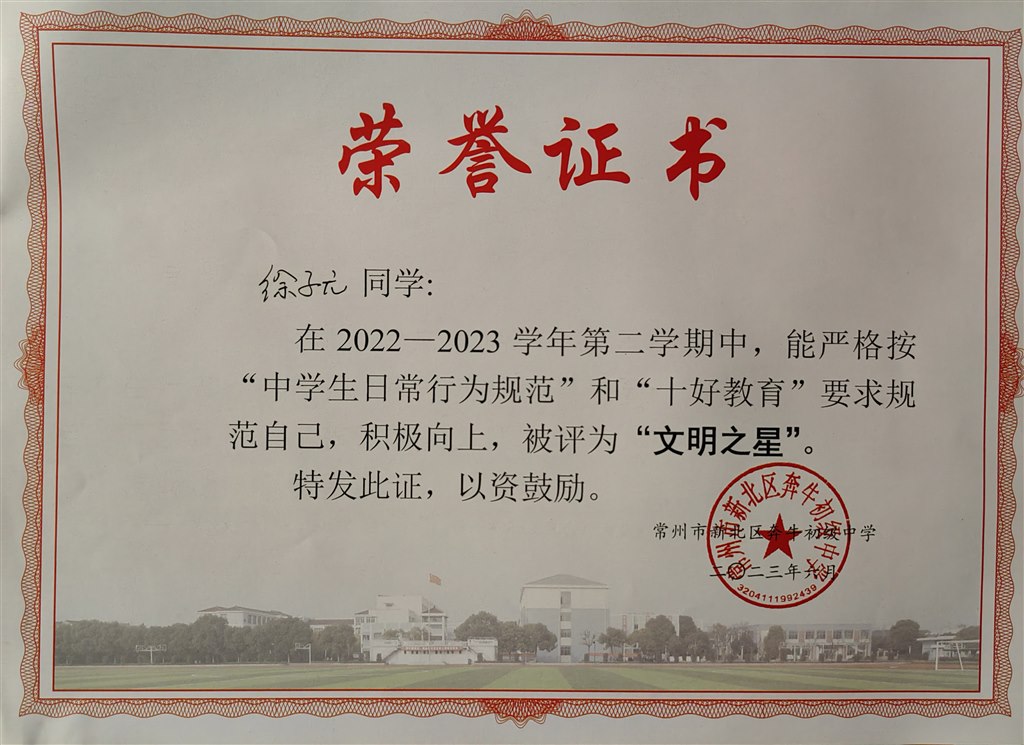 荣誉证书
徐子亢 同学:
在 2022—2023 学年第二学期中，能严格按
“中学生日常行为规范”和“十好教育”要求规
范自己，积极向上，被评为“文明之星”。
特发此证，以资鼓励。
常州市新北区奔牛初级中学
二〇二三年六月
常州市新北区奔牛初级中学
3204111992439